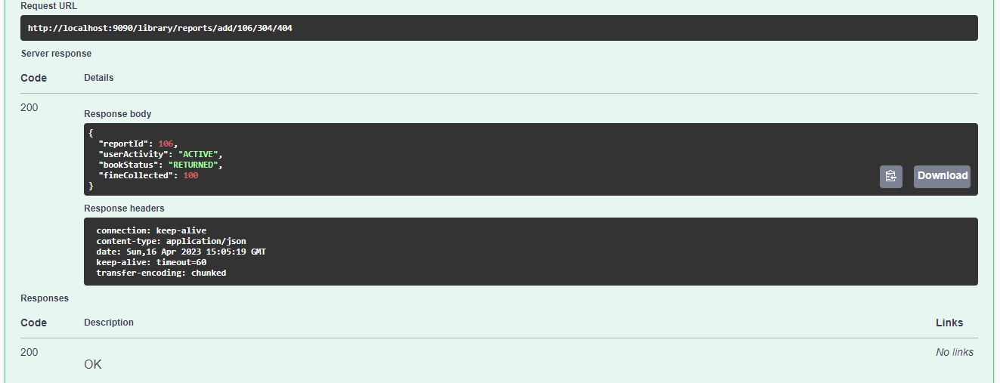 Request URL
http://localhost:9090/library/reports/add/106/304/404
Server response
Code Details
200
Response body
{
"reportId": 106,
"userActivity": "ACTIVE",
"bookStatus": "RETURNED",
"fineCollected": 100
}
Download
Response headers
connection: keep-alive
content-type: application/json
date: Sun,16 Apr 2023 15:05:19 GMT
keep-alive: timeout=60
transfer-encoding: chunked
Responses
Code Description Links
200 No links
OK